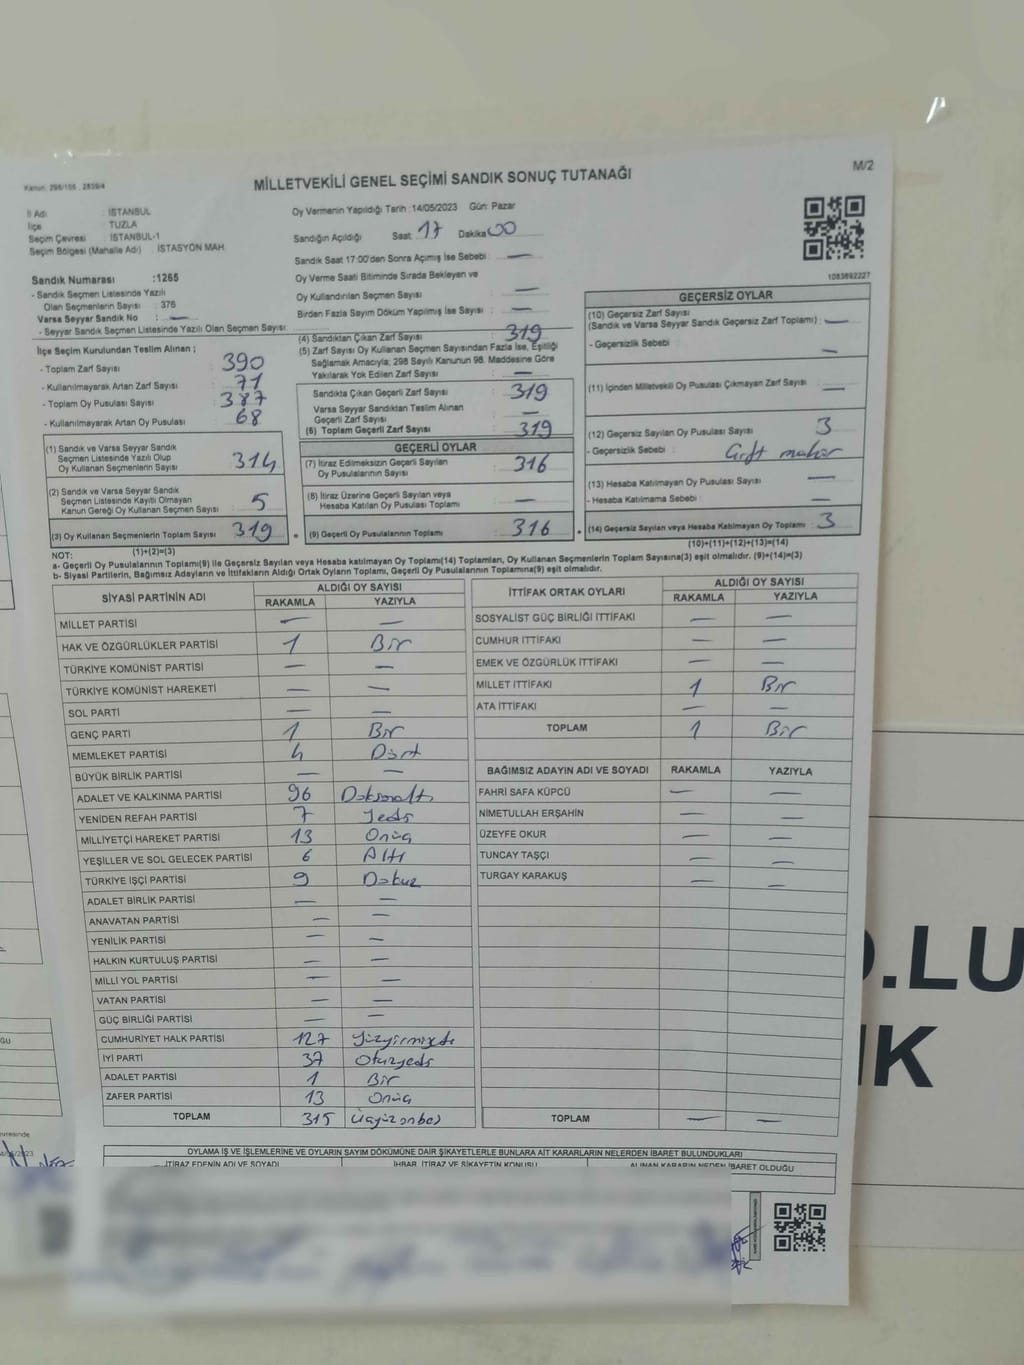 M/2
Kanun: 298/105, 2839/4
MİLLETVEKİLİ GENEL SEÇİMİ SANDIK SONUÇ TUTANAĞI
İl Adı : İSTANBUL
İlçe : TUZLA
Seçim Çevresi : İSTANBUL-1
Seçim Bölgesi (Mahalle Adı) : İSTASYON MAH.
Oy Vermenin Yapıldığı Tarih :14/05/2023 Gün: Pazar
Sandığın Açıldığı Saat 17 Dakika 00
Sandık Saat 17:00'den Sonra Açımış İse Sebebi : —
Oy Verme Saati Bitiminde Sırada Bekleyen ve
Oy Kullandırılan Seçmen Sayısı : —
Birden Fazla Sayım Döküm Yapılmış İse Sayısı : —
1083692227
Sandık Numarası :1265
- Sandık Seçmen Listesinde Yazılı
Olan Seçmenlerin Sayısı : 376
Varsa Seyyar Sandık No : —
- Seyyar Sandık Seçmen Listesinde Yazılı Olan Seçmen Sayısı:
İlçe Seçim Kurulundan Teslim Alınan ;
- Toplam Zarf Sayısı : 390
- Kullanılmayarak Artan Zarf Sayısı : 71
- Toplam Oy Pusulası Sayısı : 387
- Kullanılmayarak Artan Oy Pusulası : 68
(1) Sandık ve Varsa Seyyar Sandık
Seçmen Listesinde Yazılı Olup
Oy Kullanan Seçmenlerin Sayısı : 314
(2) Sandık ve Varsa Seyyar Sandık
Seçmen Listesinde Kayıtlı Olmayan
Kanun Gereği Oy Kullanan Seçmen Sayısı : 5
(3) Oy Kullanan Seçmenlerin Toplam Sayısı : 319
(1)+(2)=(3)
(4) Sandıktan Çıkan Zarf Sayısı : 319
(5) Zarf Sayısı Oy Kullanan Seçmen Sayısından Fazla İse, Eşitliği
Sağlamak Amacıyla; 298 Sayılı Kanunun 98. Maddesine Göre
Yakılarak Yok Edilen Zarf Sayısı : —
Sandıkta Çıkan Geçerli Zarf Sayısı : 319
Varsa Seyyar Sandıktan Teslim Alınan
Geçerli Zarf Sayısı : —
(6) Toplam Geçerli Zarf Sayısı : 319
GEÇERLİ OYLAR
(7) İtiraz Edilmeksizin Geçerli Sayılan
Oy Pusulalarının Sayısı : 316
(8) İtiraz Üzerine Geçerli Sayılan veya
Hesaba Katılan Oy Pusulası Toplamı : —
(9) Geçerli Oy Pusulalarının Toplamı : 316
GEÇERSİZ OYLAR
(10) Geçersiz Zarf Sayısı
(Sandık ve Varsa Seyyar Sandık Geçersiz Zarf Toplamı) : —
- Geçersizlik Sebebi : —
(11) İçinden Milletvekili Oy Pusulası Çıkmayan Zarf Sayısı : —
(12) Geçersiz Sayılan Oy Pusulası Sayısı : 3
- Geçersizlik Sebebi : Çift mühür
(13) Hesaba Katılmayan Oy Pusulası Sayısı : —
- Hesaba Katılmama Sebebi : —
(14) Geçersiz Sayılan veya Hesaba Katılmayan Oy Toplamı : 3
(10)+(11)+(12)+(13)=(14)
NOT:
a- Geçerli Oy Pusulalarının Toplamı(9) ile Geçersiz Sayılan veya Hesaba katılmayan Oy Toplamı(14) Toplamları, Oy Kullanan Seçmenlerin Toplam Sayısına(3) eşit olmalıdır. (9)+(14)=(3)
b- Siyasi Partilerin, Bağımsız Adayların ve İttifakların Aldığı Ortak Oyların Toplamı, Geçerli Oy Pusulalarının Toplamına(9) eşit olmalıdır.
SİYASİ PARTİNİN ADI ALDIĞI OY SAYISI
RAKAMLA YAZIYLA
MİLLET PARTİSİ — —
HAK VE ÖZGÜRLÜKLER PARTİSİ 1 Bir
TÜRKİYE KOMÜNİST PARTİSİ — —
TÜRKİYE KOMÜNİST HAREKETİ — —
SOL PARTİ — —
GENÇ PARTİ 1 Bir
MEMLEKET PARTİSİ 4 Dört
BÜYÜK BİRLİK PARTİSİ — —
ADALET VE KALKINMA PARTİSİ 96 Doksanaltı
YENİDEN REFAH PARTİSİ 7 Yedi
MİLLİYETÇİ HAREKET PARTİSİ 13 Onüç
YEŞİLLER VE SOL GELECEK PARTİSİ 6 Altı
TÜRKİYE İŞÇİ PARTİSİ 9 Dokuz
ADALET BİRLİK PARTİSİ — —
ANAVATAN PARTİSİ — —
YENİLİK PARTİSİ — —
HALKIN KURTULUŞ PARTİSİ — —
MİLLİ YOL PARTİSİ — —
VATAN PARTİSİ — —
GÜÇ BİRLİĞİ PARTİSİ — —
CUMHURİYET HALK PARTİSİ 127 Yüzyirmiyedi
İYİ PARTİ 37 Otuzyedi
ADALET PARTİSİ 1 Bir
ZAFER PARTİSİ 13 Onüç
TOPLAM 315 Üçyüzonbeş
İTTİFAK ORTAK OYLARI ALDIĞI OY SAYISI
RAKAMLA YAZIYLA
SOSYALİST GÜÇ BİRLİĞİ İTTİFAKI — —
CUMHUR İTTİFAKI — —
EMEK VE ÖZGÜRLÜK İTTİFAKI — —
MİLLET İTTİFAKI 1 Bir
ATA İTTİFAKI — —
TOPLAM 1 Bir
BAĞIMSIZ ADAYIN ADI VE SOYADI RAKAMLA YAZIYLA
FAHRİ SAFA KÜPCÜ — —
NİMETULLAH ERŞAHİN — —
ÜZEYFE OKUR — —
TUNCAY TAŞÇI — —
TURGAY KARAKUŞ — —
TOPLAM — —
OYLAMA İŞ VE İŞLEMLERİNE VE OYLARIN SAYIM DÖKÜMÜNE DAİR ŞİKAYETLERLE BUNLARA AİT KARARLARIN NELERDEN İBARET BULUNDUKLARI
İTİRAZ EDENİN ADI VE SOYADI İHBAR, İTİRAZ VE ŞİKAYETİN KONUSU ALINAN KARARIN NEDEN İBARET OLDUĞU
.LU
IK